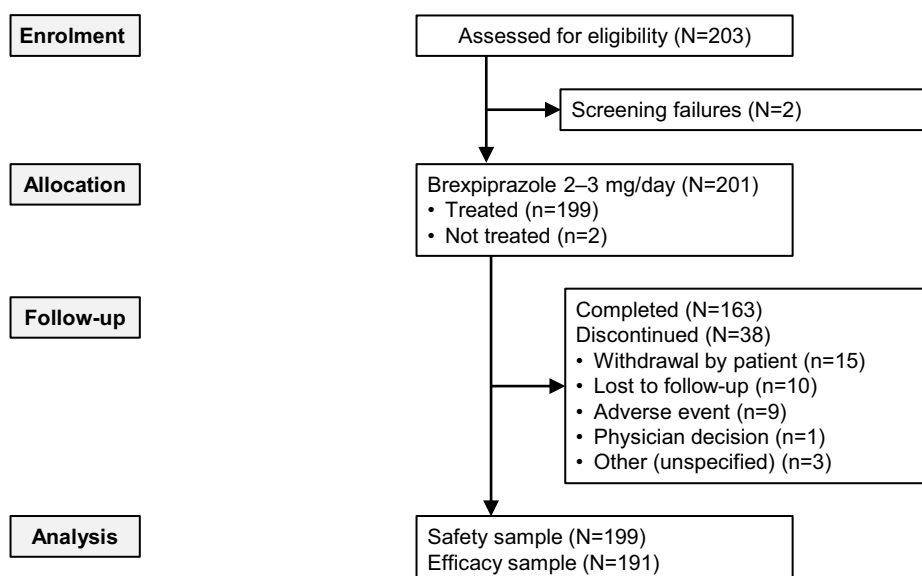 Enrolment
Assessed for eligibility (N=203)
Screening failures (N=2)
Allocation
Brexpiprazole 2–3 mg/day (N=201)
• Treated (n=199)
• Not treated (n=2)
Follow-up
Completed (N=163)
Discontinued (N=38)
• Withdrawal by patient (n=15)
• Lost to follow-up (n=10)
• Adverse event (n=9)
• Physician decision (n=1)
• Other (unspecified) (n=3)
Analysis
Safety sample (N=199)
Efficacy sample (N=191)